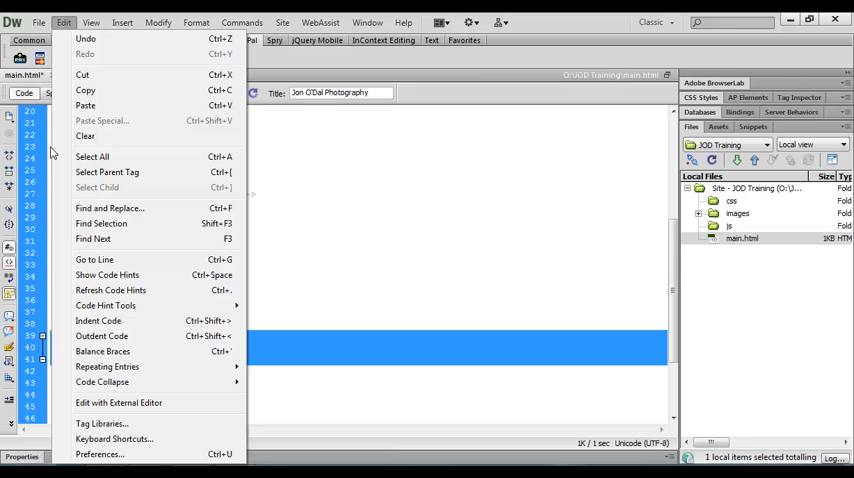 Dw File Edit View Insert Modify Format Commands Site WebAssist Window Help Classic
Common Pal Spry jQuery Mobile InContext Editing Text Favorites
main.html* O:\JOD Training\main.html
Code Sp Title: Jon O'Dal Photography
Undo Ctrl+Z
Redo Ctrl+Y
Cut Ctrl+X
Copy Ctrl+C
Paste Ctrl+V
Paste Special... Ctrl+Shift+V
Clear
Select All Ctrl+A
Select Parent Tag Ctrl+[
Select Child Ctrl+]
Find and Replace... Ctrl+F
Find Selection Shift+F3
Find Next F3
Go to Line Ctrl+G
Show Code Hints Ctrl+Space
Refresh Code Hints Ctrl+.
Code Hint Tools
Indent Code Ctrl+Shift+>
Outdent Code Ctrl+Shift+<
Balance Braces Ctrl+'
Repeating Entries
Code Collapse
Edit with External Editor
Tag Libraries...
Keyboard Shortcuts...
Preferences... Ctrl+U
20
21
22
23
24
25
26
27 >
28
29
30
31
32
33
34
35
36
37
38
39
40
41
42
43
44
45
46
1K / 1 sec Unicode (UTF-8)
Properties
Adobe BrowserLab
CSS Styles AP Elements Tag Inspector
Databases Bindings Server Behaviors
Files Assets Snippets
JOD Training Local view
Local Files Size Typ
Site - JOD Training (O:\J... Fold
css Fold
images Fold
js Fold
main.html 1KB HTM
1 local items selected totalling Log...